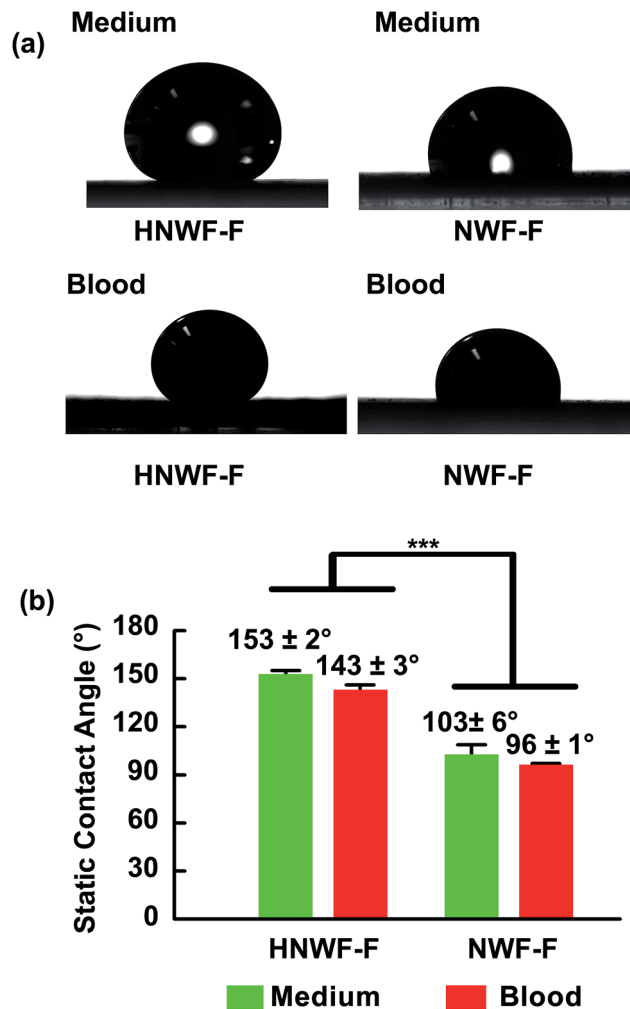 (a)
Medium
Medium
HNWF-F
NWF-F
Blood
Blood
HNWF-F
NWF-F
(b)
***
Static Contact Angle (°)
180
150
120
90
60
30
0
153 ± 2°
143 ± 3°
103± 6°
96 ± 1°
HNWF-F
NWF-F
Medium
Blood